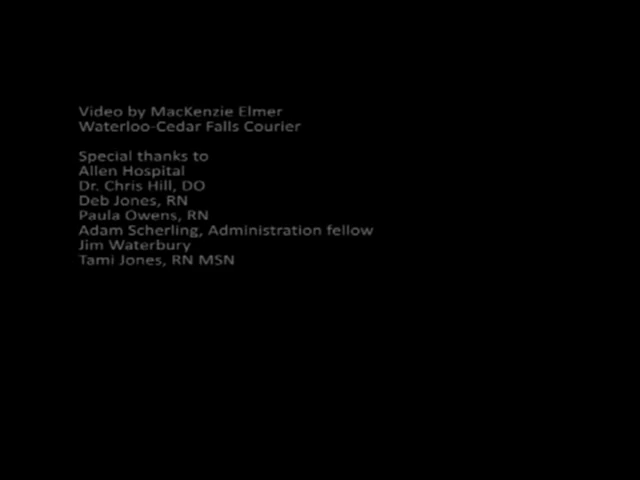 Video by MacKenzie Elmer
Waterloo-Cedar Falls Courier
Special thanks to
Allen Hospital
Dr. Chris Hill, DO
Deb Jones, RN
Paula Owens, RN
Adam Scherling, Administration fellow
Jim Waterbury
Tami Jones, RN MSN